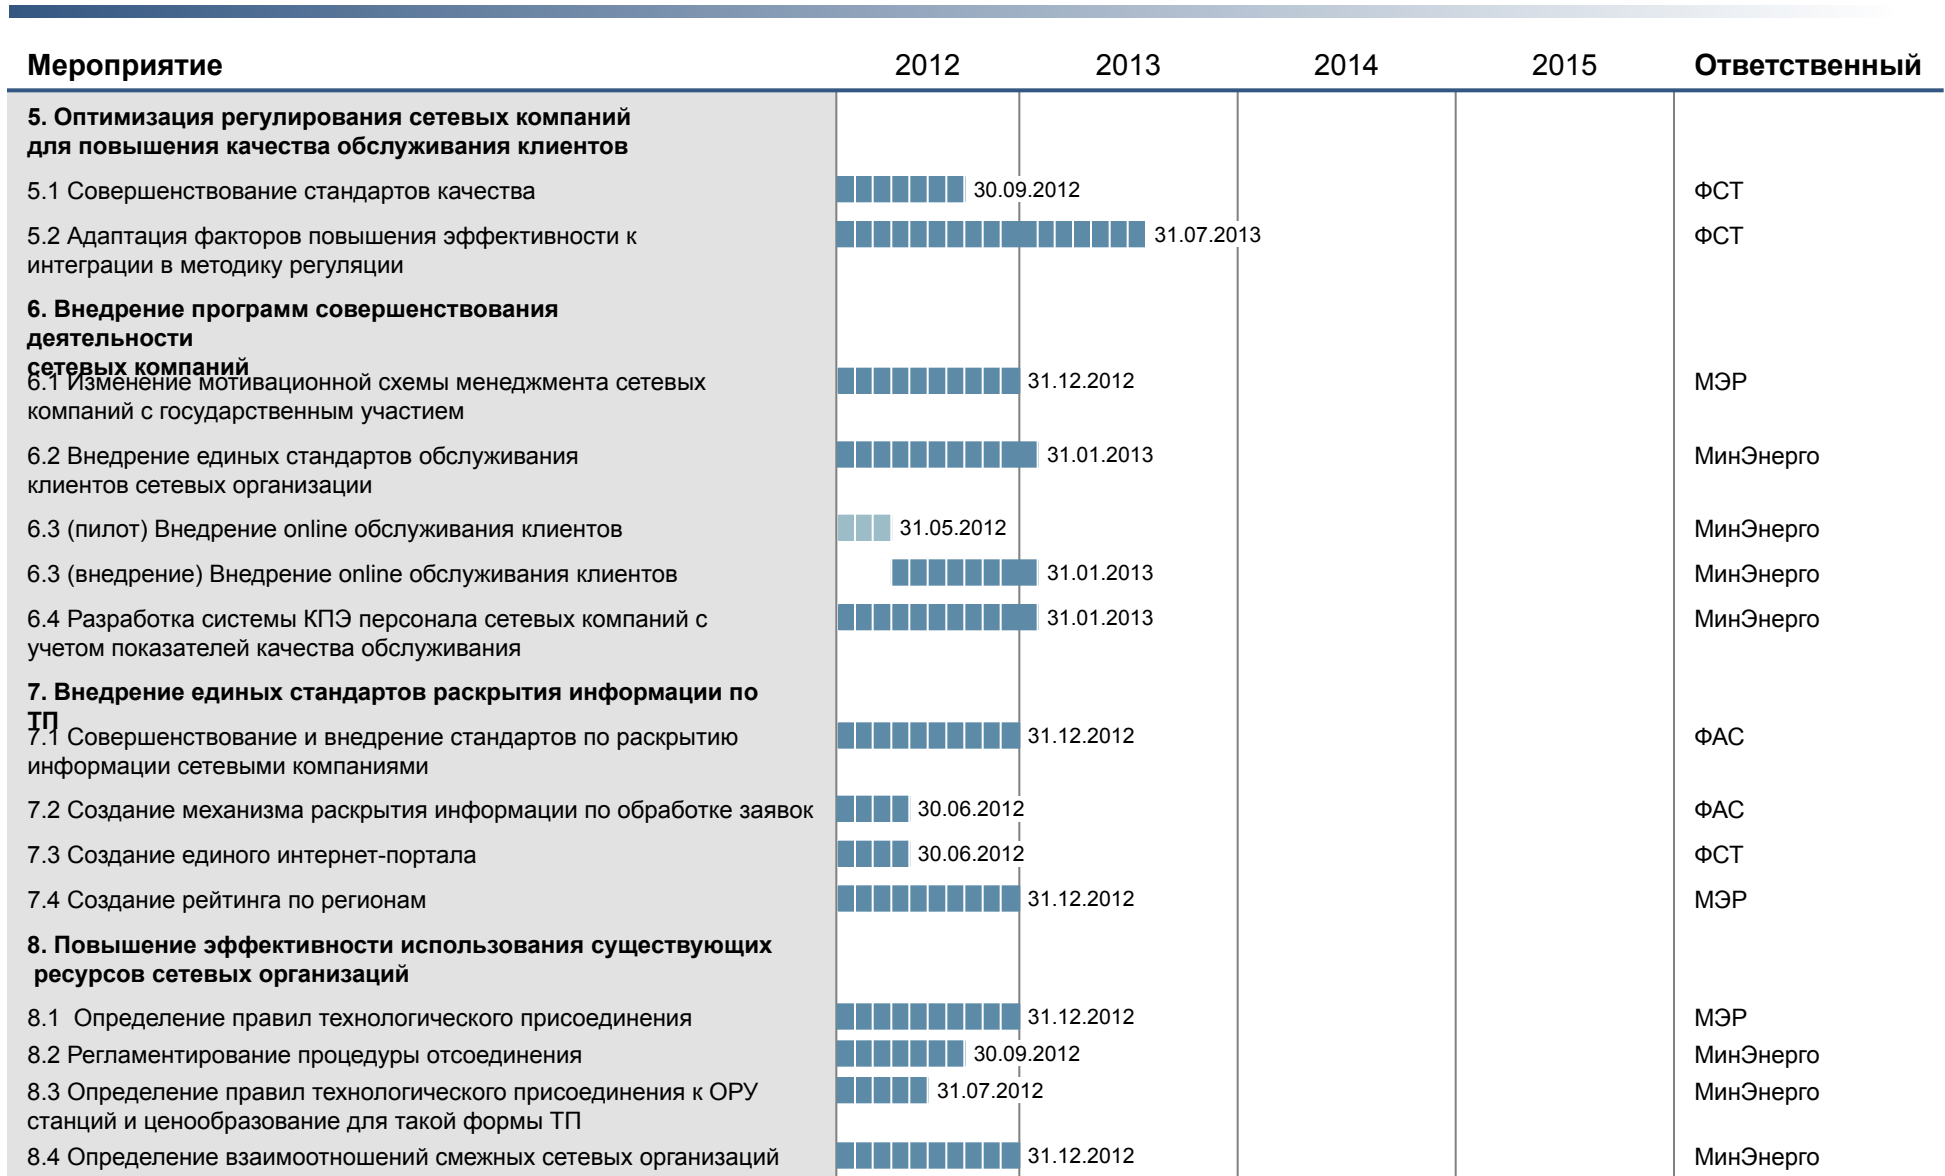 Мероприятие 2012 2013 2014 2015 Ответственный
5. Оптимизация регулирования сетевых компаний
для повышения качества обслуживания клиентов
5.1 Совершенствование стандартов качества 30.09.2012 ФСТ
5.2 Адаптация факторов повышения эффективности к 31.07.2013 ФСТ
интеграции в методику регуляции
6. Внедрение программ совершенствования
деятельности
сетевых компаний
6.1 Изменение мотивационной схемы менеджмента сетевых 31.12.2012 МЭР
компаний с государственным участием
6.2 Внедрение единых стандартов обслуживания 31.01.2013 МинЭнерго
клиентов сетевых организации
6.3 (пилот) Внедрение online обслуживания клиентов 31.05.2012 МинЭнерго
6.3 (внедрение) Внедрение online обслуживания клиентов 31.01.2013 МинЭнерго
6.4 Разработка системы КПЭ персонала сетевых компаний с 31.01.2013 МинЭнерго
учетом показателей качества обслуживания
7. Внедрение единых стандартов раскрытия информации по
ТП
7.1 Совершенствование и внедрение стандартов по раскрытию 31.12.2012 ФАС
информации сетевыми компаниями
7.2 Создание механизма раскрытия информации по обработке заявок 30.06.2012 ФАС
7.3 Создание единого интернет-портала 30.06.2012 ФСТ
7.4 Создание рейтинга по регионам 31.12.2012 МЭР
8. Повышение эффективности использования существующих
ресурсов сетевых организаций
8.1 Определение правил технологического присоединения 31.12.2012 МЭР
8.2 Регламентирование процедуры отсоединения 30.09.2012 МинЭнерго
8.3 Определение правил технологического присоединения к ОРУ 31.07.2012 МинЭнерго
станций и ценообразование для такой формы ТП
8.4 Определение взаимоотношений смежных сетевых организаций 31.12.2012 МинЭнерго